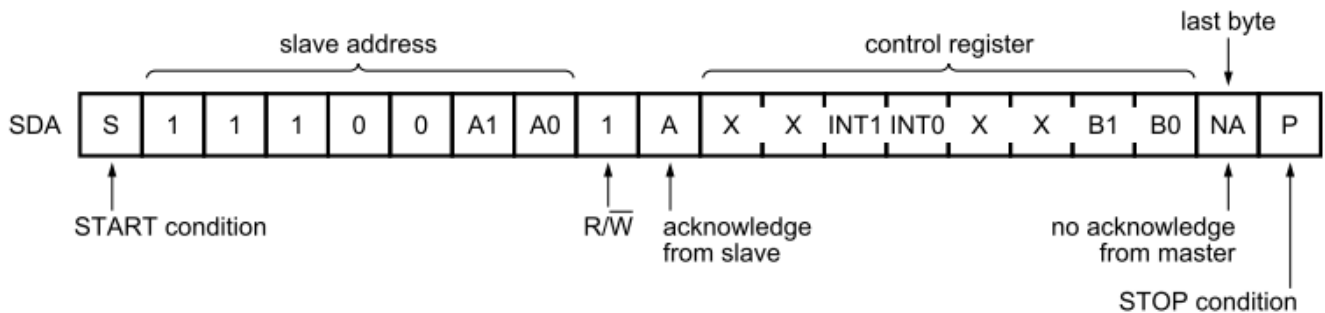 last byte
slave address control register
SDA S 1 1 1 0 0 A1 A0 1 A X X INT1 INT0 X X B1 B0 NA P
START condition R/W̅ acknowledge from slave no acknowledge from master
STOP condition